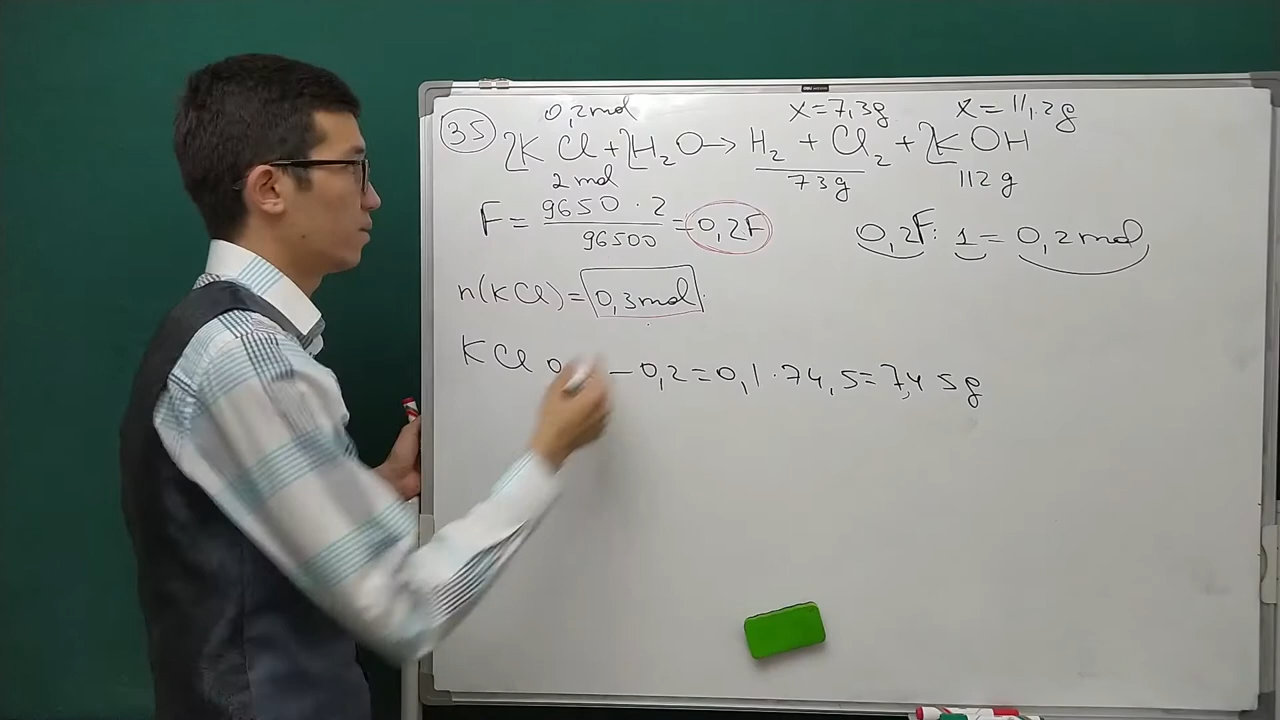 35
0,2mol x=7,3g x=11,2g
2KCl+2H₂O→H₂+Cl₂+2KOH
2mol 73g 112g
F=9650·2/96500=0,2F 0,2F:1=0,2mol
n(KCl)=0,3mol
KCl 0 -0,2=0,1·74,5=7,45g